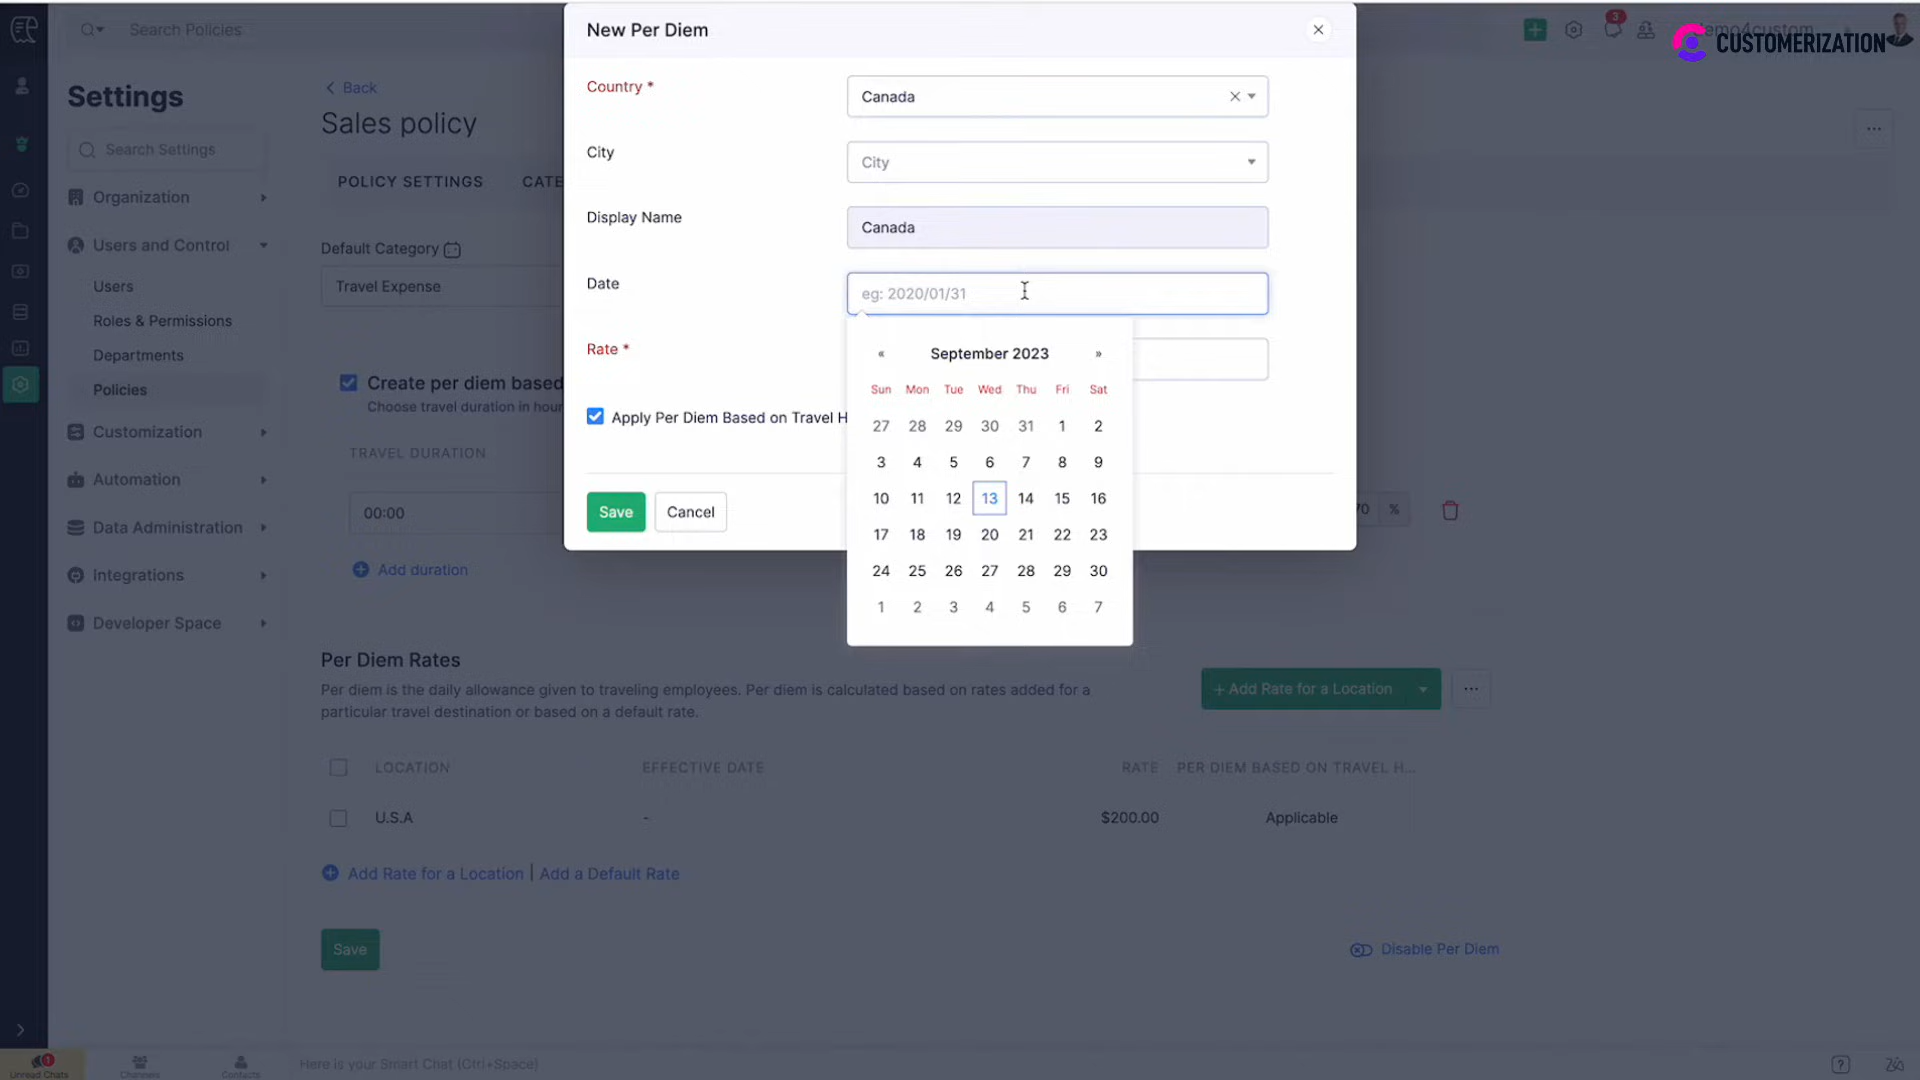 New Per Diem
Search Policies
3
CUSTOMERIZATION
Settings
Search Settings
Organization
Users and Control
Users
Roles & Permissions
Departments
Policies
Customization
Automation
Data Administration
Integrations
Developer Space
Back
Sales policy
POLICY SETTINGS
CATE
Default Category
Travel Expense
Create per diem based
Choose travel duration in hour
TRAVEL DURATION
00:00
70 %
Add duration
Country *
Canada
City
City
Display Name
Canada
Date
eg: 2020/01/31
Rate *
Apply Per Diem Based on Travel H
Save
Cancel
« September 2023 »
Sun Mon Tue Wed Thu Fri Sat
27 28 29 30 31 1 2
3 4 5 6 7 8 9
10 11 12 13 14 15 16
17 18 19 20 21 22 23
24 25 26 27 28 29 30
1 2 3 4 5 6 7
Per Diem Rates
Per diem is the daily allowance given to traveling employees. Per diem is calculated based on rates added for a
particular travel destination or based on a default rate.
+ Add Rate for a Location
...
LOCATION EFFECTIVE DATE RATE PER DIEM BASED ON TRAVEL H...
U.S.A - $200.00 Applicable
Add Rate for a Location | Add a Default Rate
Save
Disable Per Diem
1
Unread Chats
Channels
Contacts
Here is your Smart Chat (Ctrl+Space)